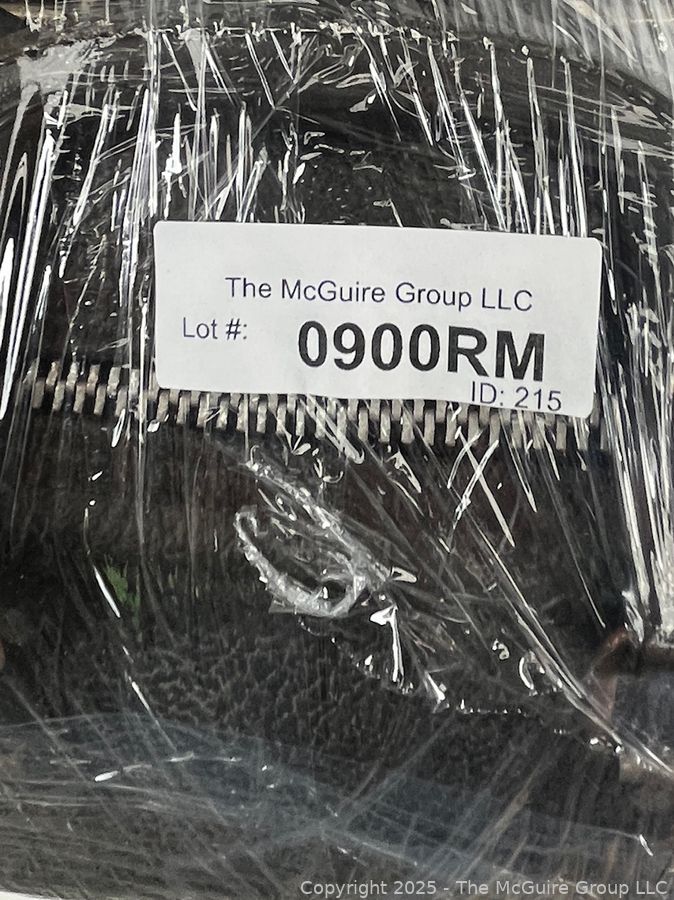 The McGuire Group LLC
Lot #: 0900RM
ID: 215
Copyright 2025 - The McGuire Group LLC